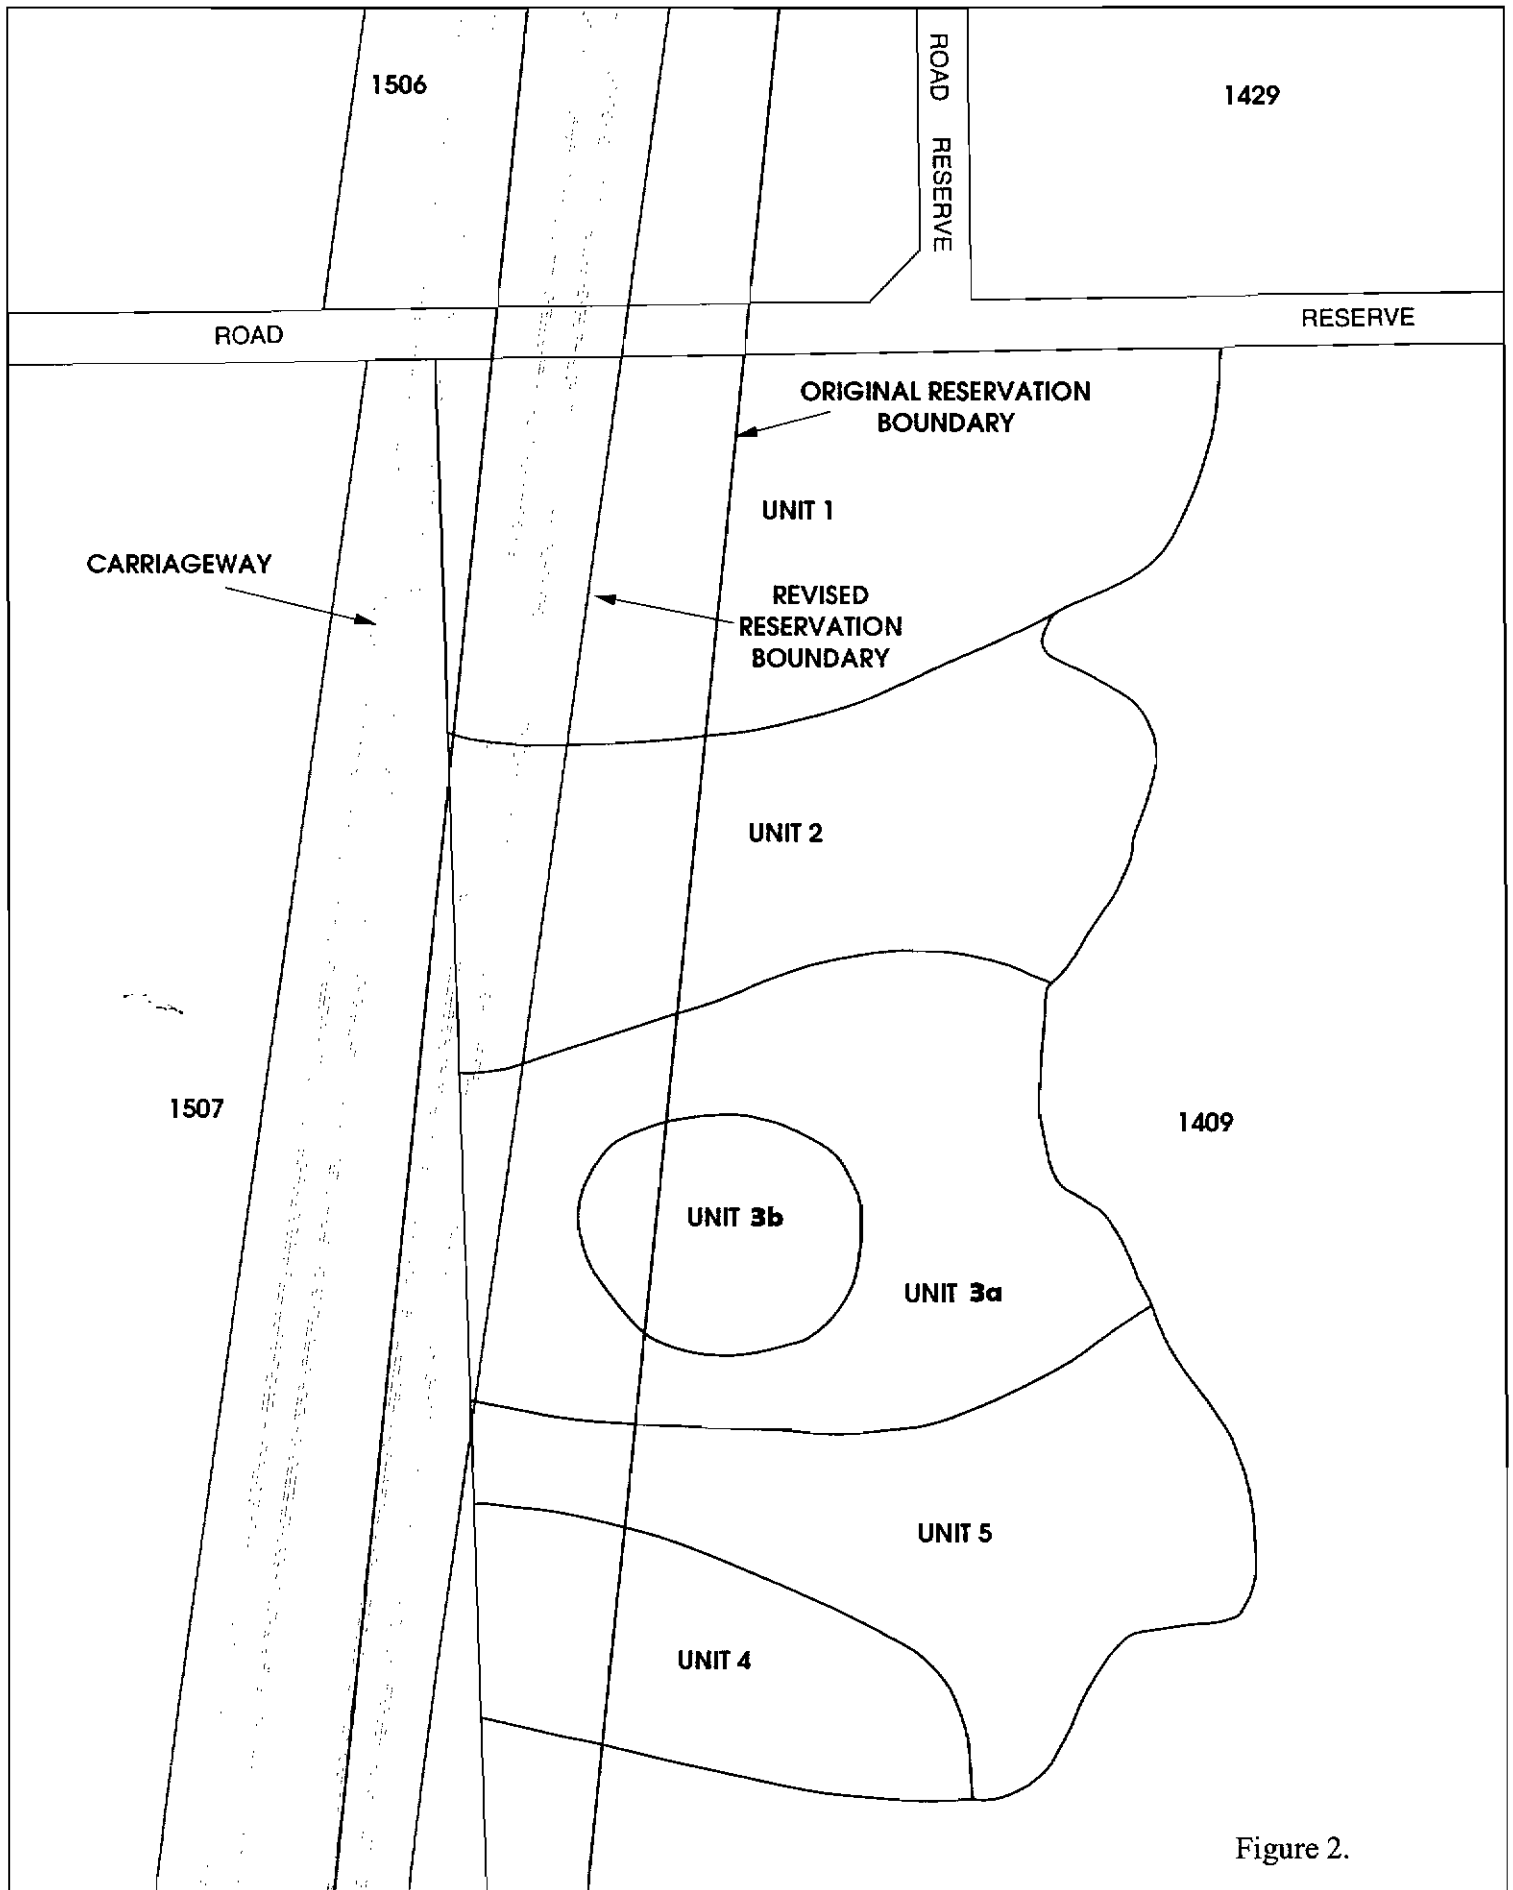 1506
ROAD RESERVE
1429
ROAD
RESERVE
ORIGINAL RESERVATION
BOUNDARY
UNIT 1
CARRIAGEWAY
REVISED
RESERVATION
BOUNDARY
UNIT 2
1507
1409
UNIT 3b
UNIT 3a
UNIT 5
UNIT 4
Figure 2.